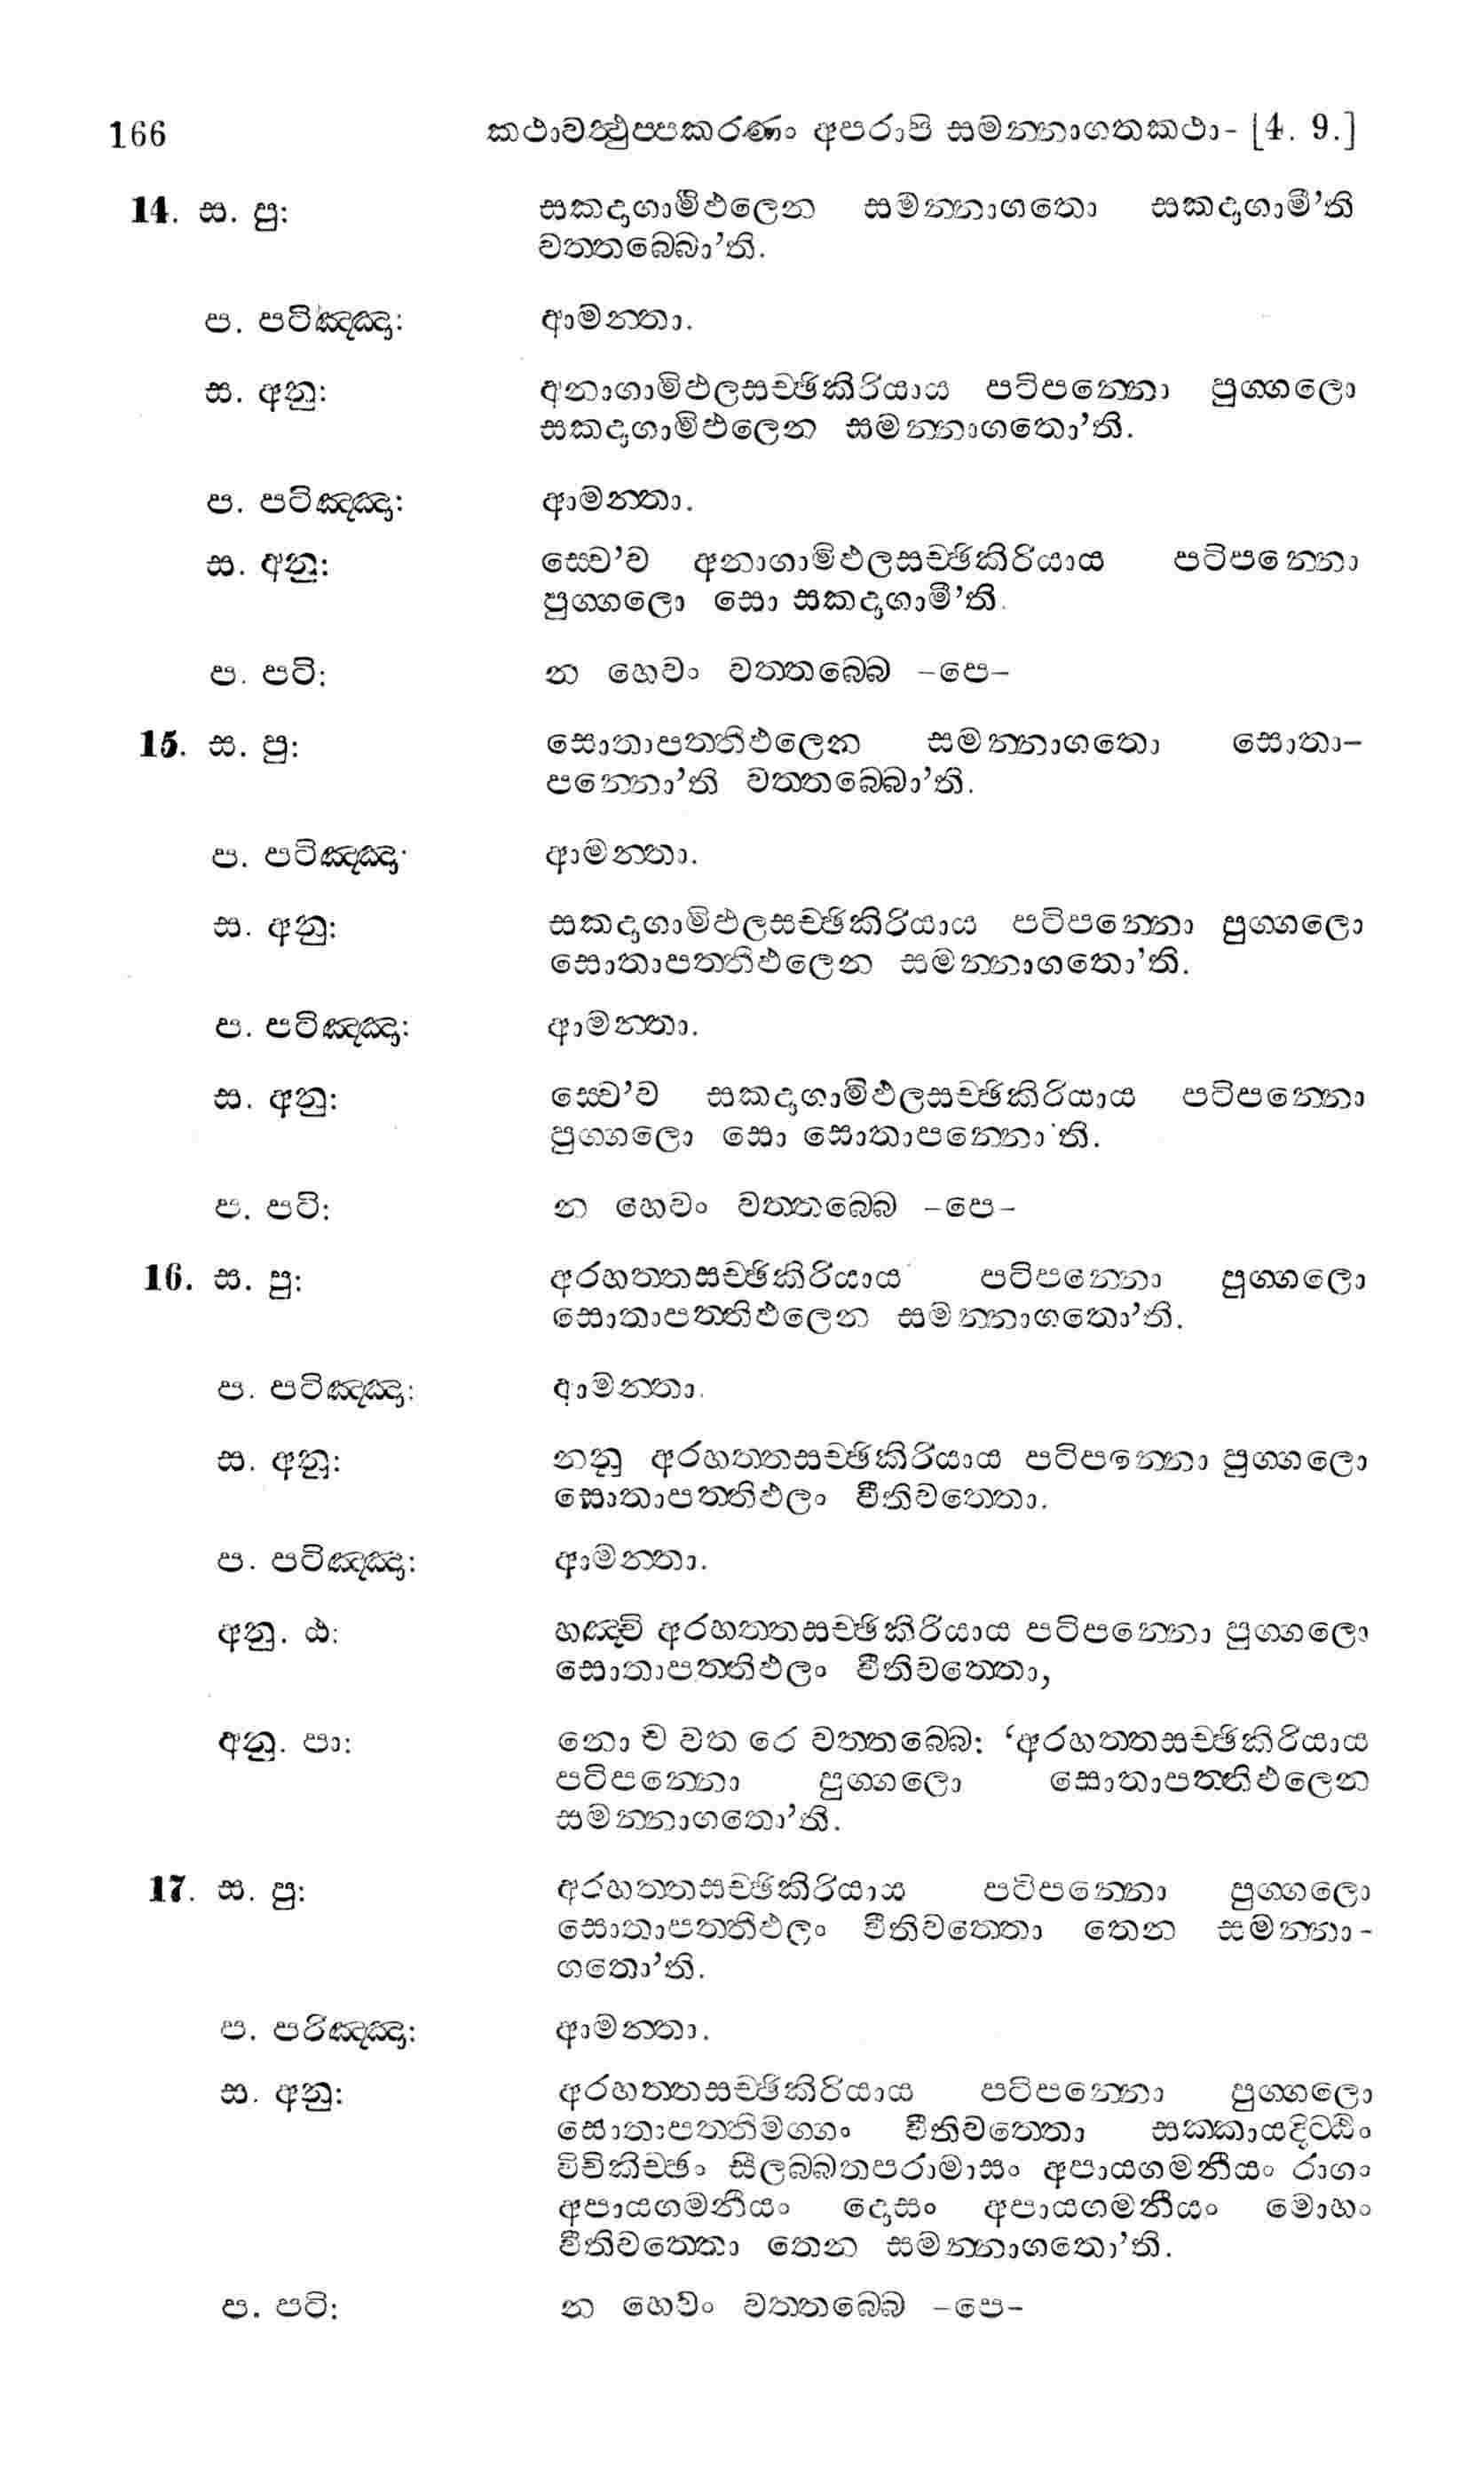 166 කථාවත්ථුප්පකරණං අපරාපි සමන්නාගතකථා- [4. 9.]
14. ස. පු: සකදාගාමිඵලෙන සමන්නාගතො සකදාගාමී’ති
වත්තබ්බො’ති.
ප. පටිඤ්ඤා: ආමන්තා.
ස. අනු: අනාගාමිඵලසච්ඡිකිරියාය පටිපන්නො පුග්ගලො
සකදාගාමිඵලෙන සමන්නාගතො’ති.
ප. පටිඤ්ඤා: ආමන්තා.
ස. අනු: ස්වෙ’ව අනාගාමිඵලසච්ඡිකිරියාය පටිපන්නො
පුග්ගලො සො සකදාගාමී’ති.
ප. පටි: න හෙවං වත්තබ්බෙ –පෙ–
15. ස. පු: සොතාපත්තිඵලෙන සමන්නාගතො සොතා–
පන්නො’ති වත්තබ්බො’ති.
ප. පටිඤ්ඤා: ආමන්තා.
ස. අනු: සකදාගාමිඵලසච්ඡිකිරියාය පටිපන්නො පුග්ගලො
සොතාපත්තිඵලෙන සමන්නාගතො’ති.
ප. පටිඤ්ඤා: ආමන්තා.
ස. අනු: ස්වෙ’ව සකදාගාමිඵලසච්ඡිකිරියාය පටිපන්නො
පුග්ගලො සො සොතාපන්නො’ති.
ප. පටි: න හෙවං වත්තබ්බෙ –පෙ–
16. ස. පු: අරහත්තසච්ඡිකිරියාය පටිපන්නො පුග්ගලො
සොතාපත්තිඵලෙන සමන්නාගතො’ති.
ප. පටිඤ්ඤා: ආමන්තා.
ස. අනු: නනු අරහත්තසච්ඡිකිරියාය පටිපන්නො පුග්ගලො
සොතාපත්තිඵලං වීතිවත්තො.
ප. පටිඤ්ඤා: ආමන්තා.
අනු. ඨ: හඤ්චි අරහත්තසච්ඡිකිරියාය පටිපන්නො පුග්ගලො
සොතාපත්තිඵලං වීතිවත්තො,
අනු. පා: නො ච වත රෙ වත්තබ්බෙ: ‘අරහත්තසච්ඡිකිරියාය
පටිපන්නො පුග්ගලො සොතාපත්තිඵලෙන
සමන්නාගතො’ති.
17. ස. පු: අරහත්තසච්ඡිකිරියාය පටිපන්නො පුග්ගලො
සොතාපත්තිඵලං වීතිවත්තො තෙන සමන්නා-
ගතො’ති.
ප. පරිඤ්ඤා: ආමන්තා.
ස. අනු: අරහත්තසච්ඡිකිරියාය පටිපන්නො පුග්ගලො
සොතාපත්තිමග්ගං වීතිවත්තො සක්කායදිට්ඨිං
විචිකිච්ඡං සීලබ්බතපරාමාසං අපායගමනීයං රාගං
අපායගමනීයං දොසං අපායගමනීයං මොහං
වීතිවත්තො තෙන සමන්නාගතො’ති.
ප. පටි: න හෙවං වත්තබ්බෙ –පෙ–